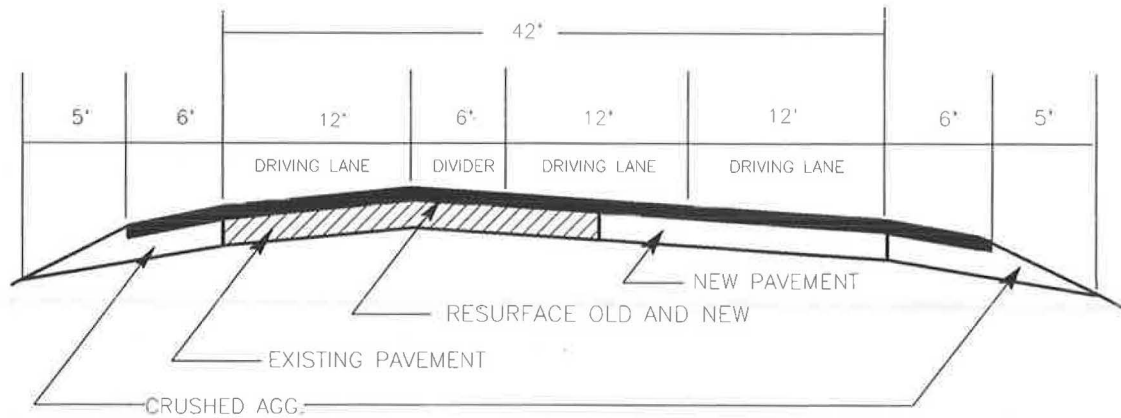 42'
5' 6' 12' 6' 12' 12' 6' 5'
DRIVING LANE DIVIDER DRIVING LANE DRIVING LANE
NEW PAVEMENT
RESURFACE OLD AND NEW
EXISTING PAVEMENT
CRUSHED AGG.